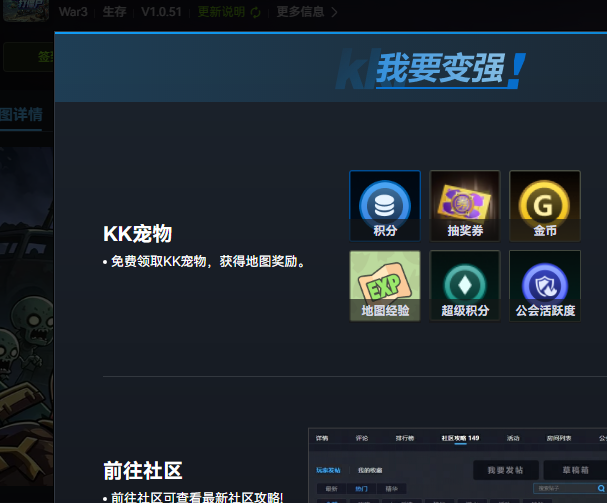 War3 生存 V1.0.51 更新说明 更多信息
我要变强!
图详情
积分 抽奖券 金币
KK宠物
• 免费领取KK宠物，获得地图奖励。
EXP
地图经验 超级积分 公会活跃度
详情 评论 排行榜 社区攻略 149 活动 房间列表
玩家发帖 我的收藏 我要发帖 草稿箱
前往社区
最新 热门 精华
• 前往社区可查看最新社区攻略!